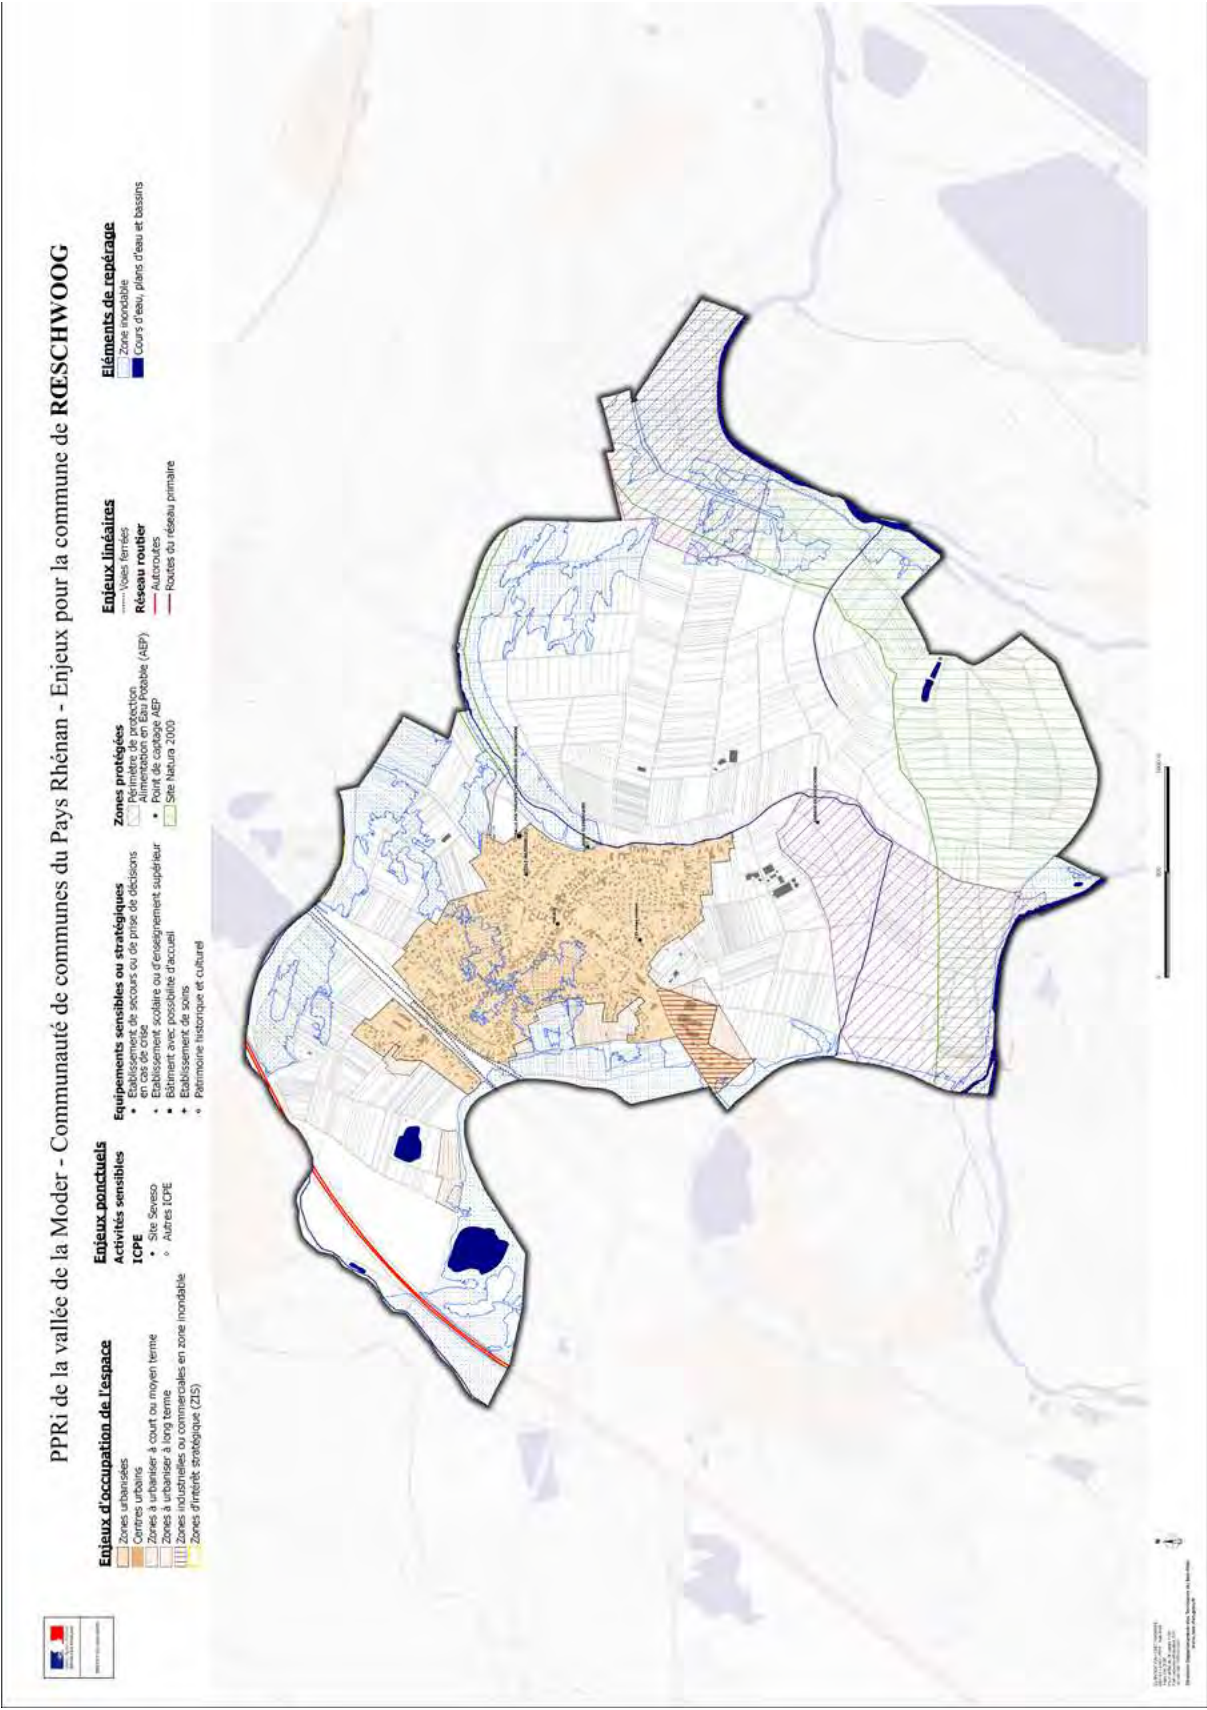 PPRi de la vallée de la Moder - Communauté de communes du Pays Rhénan - Enjeux pour la commune de RŒSCHWOOG
Enjeux d'occupation de l'espace
Zones urbanisées
Centres urbains
Zones à urbaniser à court ou moyen terme
Zones à urbaniser à long terme
Zones industrielles ou commerciales en zone inondable
Zones d'intérêt stratégique (ZIS)
Enjeux ponctuels
Activités sensibles
ICPE
Site Seveso
Autres ICPE
Equipements sensibles ou stratégiques
Etablissement de secours ou de prise de décisions
en cas de crise
Etablissement scolaire ou d'enseignement supérieur
Bâtiment avec possibilité d'accueil
Etablissement de soins
Patrimoine historique et culturel
Zones protégées
Périmètre de protection
Alimentation en Eau Potable (AEP)
Point de captage AEP
Site Natura 2000
Enjeux linéaires
Voies ferrées
Réseau routier
Autoroutes
Routes du réseau primaire
Eléments de repérage
Zone inondable
Cours d'eau, plans d'eau et bassins